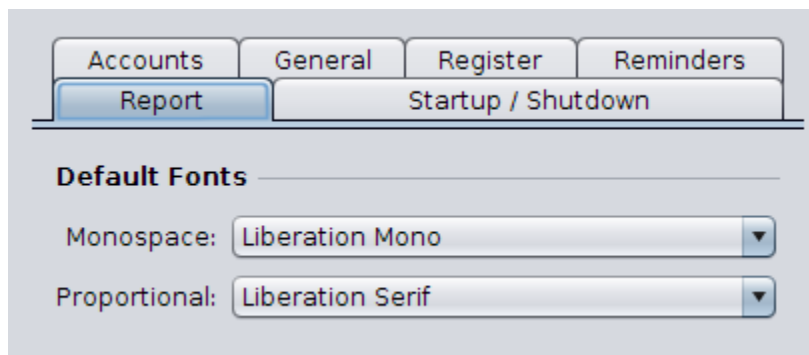 Accounts General Register Reminders
Report Startup / Shutdown
Default Fonts
Monospace: Liberation Mono
Proportional: Liberation Serif